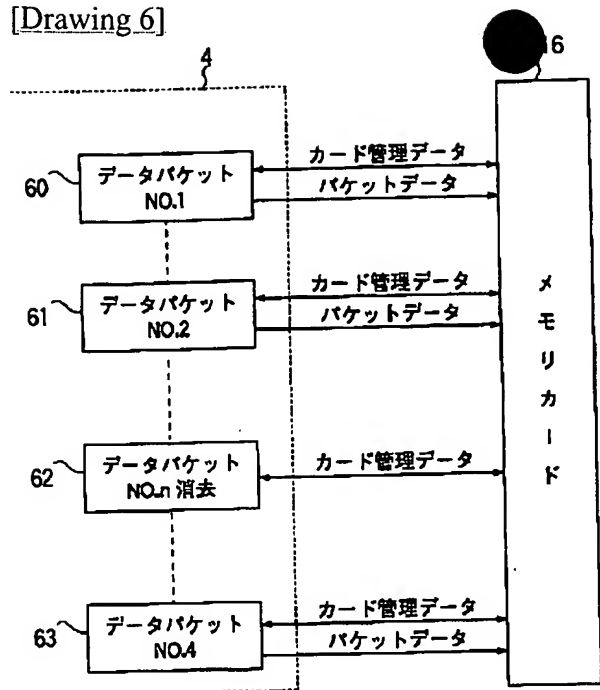 [Drawing 6]
4
16
60
データパケット
NO.1
カード管理データ
パケットデータ
61
データパケット
NO.2
カード管理データ
パケットデータ
メモリカード
62
データパケット
NO.n 消去
カード管理データ
63
データパケット
NO.4
カード管理データ
パケットデータ